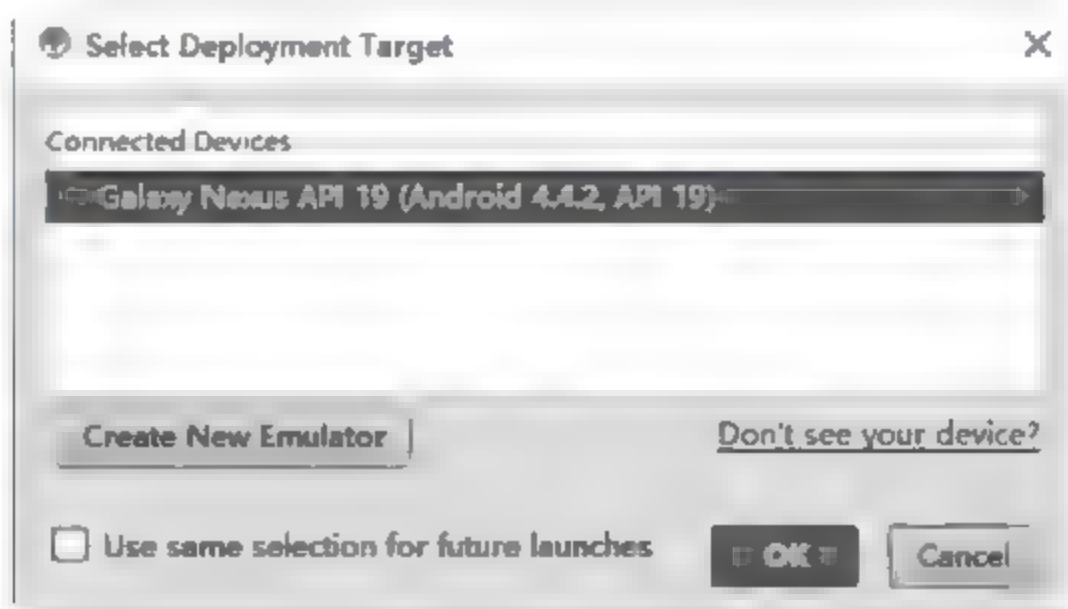 Select Deployment Target
Connected Devices
Galaxy Nexus API 19 (Android 4.4.2, API 19)
Create New Emulator
Don't see your device?
Use same selection for future launches
OK
Cancel